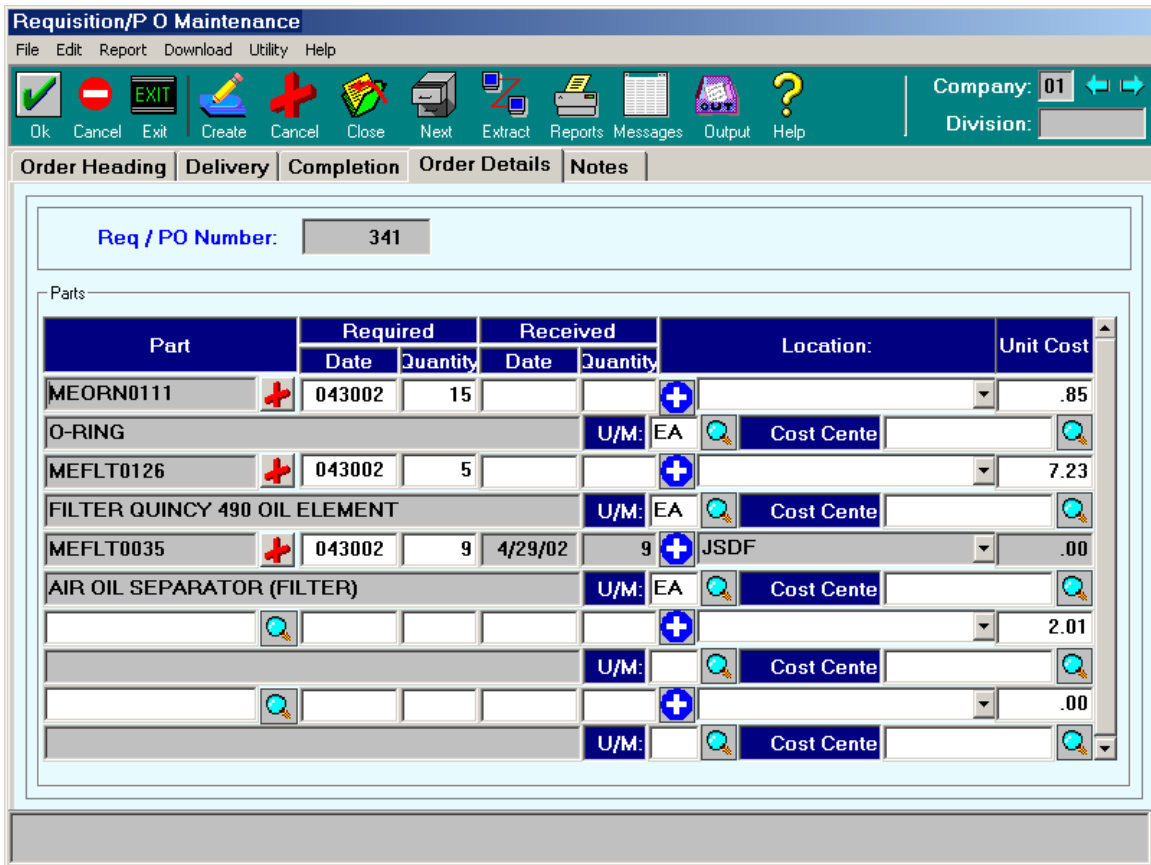 Requisition/P O Maintenance
File Edit Report Download Utility Help
EXIT OUT Company: 01
Ok Cancel Exit Create Cancel Close Next Extract Reports Messages Output Help Division:
Order Heading Delivery Completion Order Details Notes
Req / PO Number: 341
Parts
Part Required Received Location: Unit Cost
Date Quantity Date Quantity
MEORN0111 043002 15 .85
O-RING U/M: EA Cost Cente
MEFLT0126 043002 5 7.23
FILTER QUINCY 490 OIL ELEMENT U/M: EA Cost Cente
MEFLT0035 043002 9 4/29/02 9 JSDF .00
AIR OIL SEPARATOR (FILTER) U/M: EA Cost Cente
2.01
U/M: Cost Cente
.00
U/M: Cost Cente